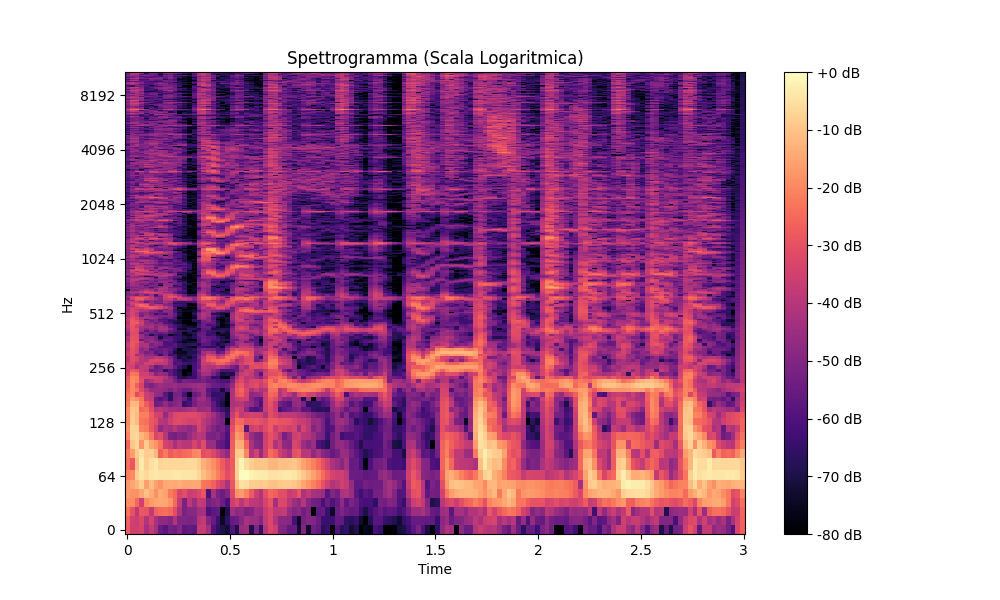 Spettrogramma (Scala Logaritmica)
Hz
8192
4096
2048
1024
512
256
128
64
0
0 0.5 1 1.5 2 2.5 3
Time
+0 dB
-10 dB
-20 dB
-30 dB
-40 dB
-50 dB
-60 dB
-70 dB
-80 dB